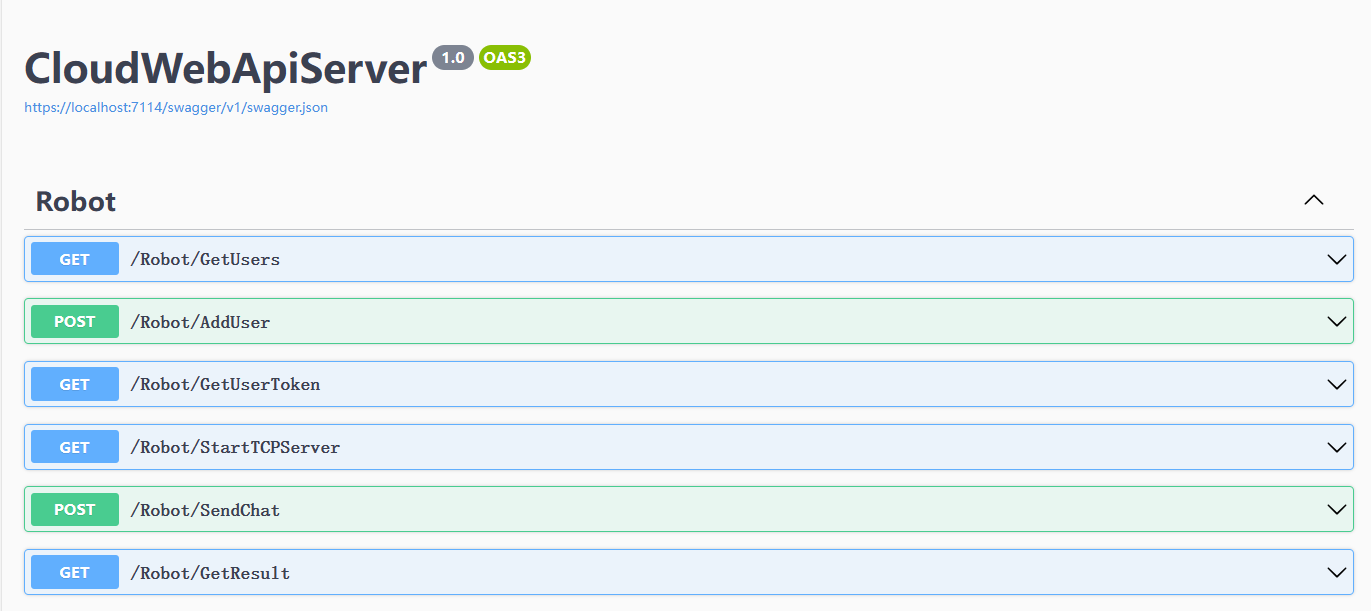 CloudWebApiServer 1.0 OAS3
https://localhost:7114/swagger/v1/swagger.json
Robot
GET /Robot/GetUsers
POST /Robot/AddUser
GET /Robot/GetUserToken
GET /Robot/StartTCPServer
POST /Robot/SendChat
GET /Robot/GetResult